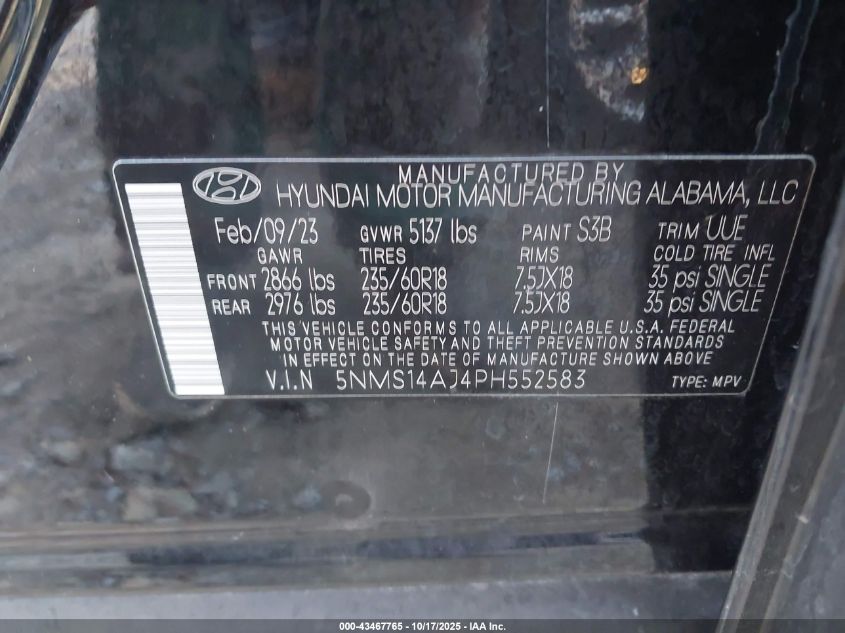 MANUFACTURED BY
HYUNDAI MOTOR MANUFACTURING ALABAMA, LLC
Feb/09/23 GVWR 5137 lbs PAINT S3B TRIM UUE
GAWR TIRES RIMS COLD TIRE INFL
FRONT 2866 lbs 235/60R18 7.5JX18 35 psi SINGLE
REAR 2976 lbs 235/60R18 7.5JX18 35 psi SINGLE
THIS VEHICLE CONFORMS TO ALL APPLICABLE U.S.A. FEDERAL
MOTOR VEHICLE SAFETY AND THEFT PREVENTION STANDARDS
IN EFFECT ON THE DATE OF MANUFACTURE SHOWN ABOVE
V.I.N 5NMS14AJ4PH552583 TYPE: MPV
000-43467765 - 10/17/2025 - IAA Inc.